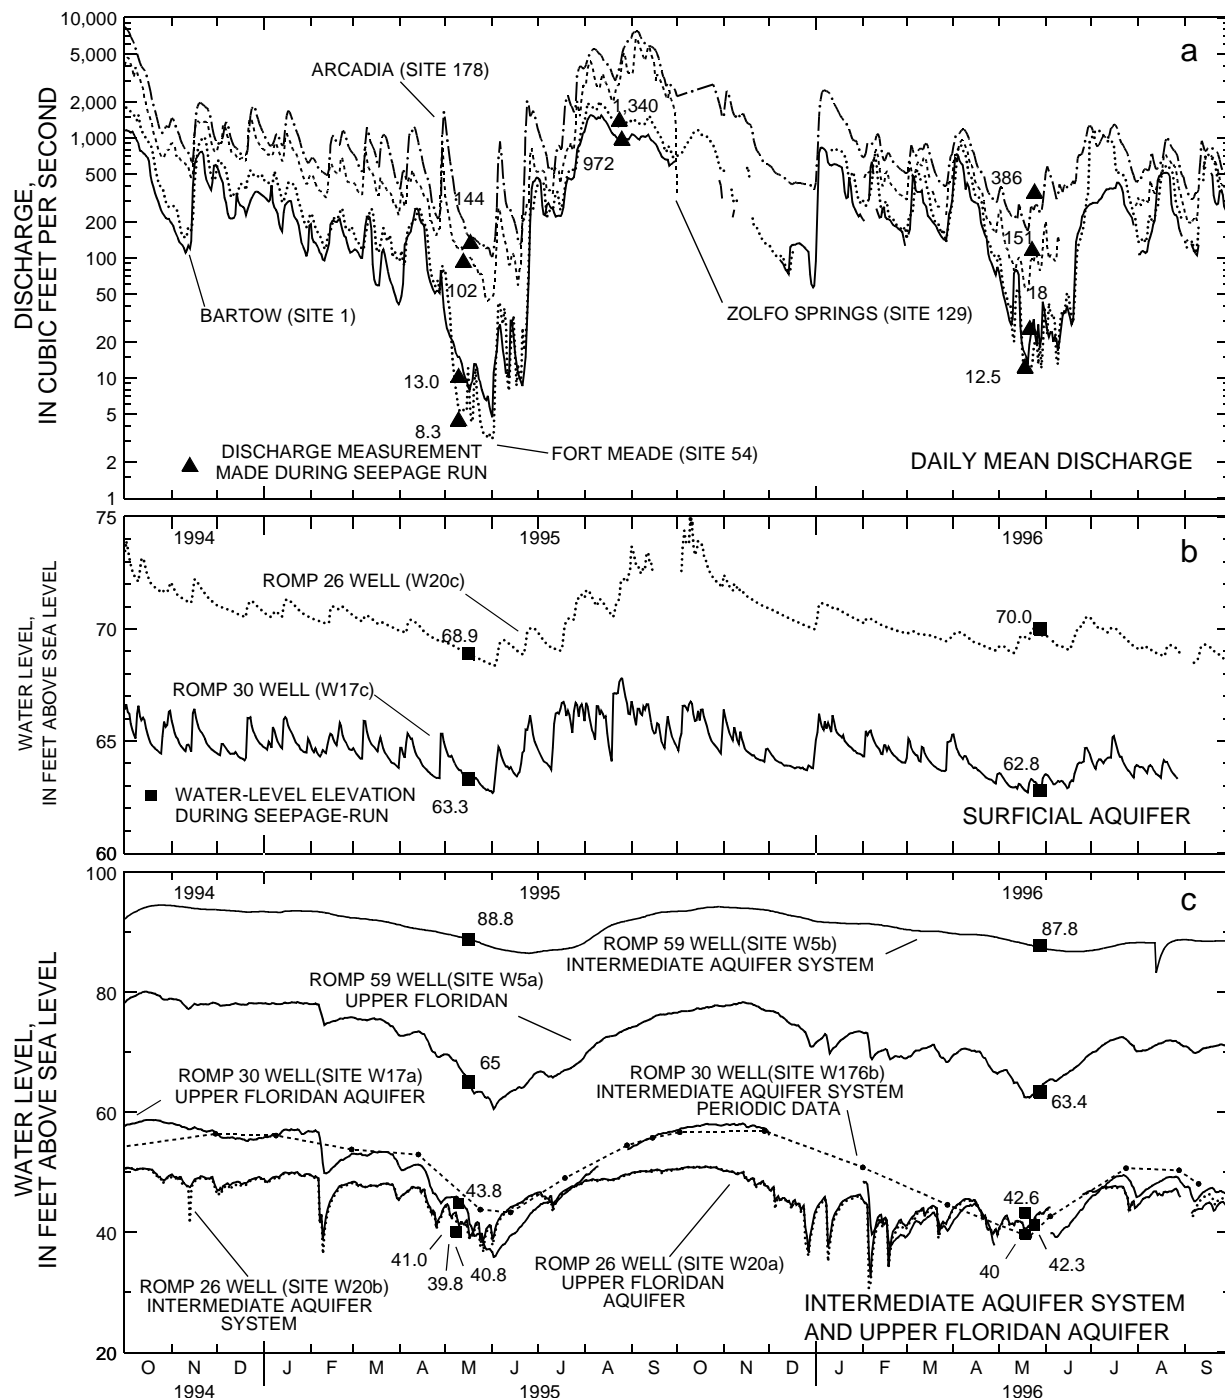 a
10,000
5,000
2,000
1,000
500
200
100
50
20
10
5
2
1
DISCHARGE,
IN CUBIC FEET PER SECOND
ARCADIA (SITE 178)
1,340
972
144
102
386
151
18
12.5
13.0
8.3
BARTOW (SITE 1)
ZOLFO SPRINGS (SITE 129)
FORT MEADE (SITE 54)
DISCHARGE MEASUREMENT
MADE DURING SEEPAGE RUN
DAILY MEAN DISCHARGE
b
75
70
65
60
WATER LEVEL,
IN FEET ABOVE SEA LEVEL
1994
1995
1996
ROMP 26 WELL (W20c)
68.9
70.0
ROMP 30 WELL (W17c)
63.3
62.8
WATER-LEVEL ELEVATION
DURING SEEPAGE-RUN
SURFICIAL AQUIFER
c
100
80
60
40
20
WATER LEVEL,
IN FEET ABOVE SEA LEVEL
1994
1995
1996
88.8
87.8
ROMP 59 WELL(SITE W5b)
INTERMEDIATE AQUIFER SYSTEM
ROMP 59 WELL(SITE W5a)
UPPER FLORIDAN
65
63.4
ROMP 30 WELL(SITE W17a)
UPPER FLORIDAN AQUIFER
ROMP 30 WELL(SITE W176b)
INTERMEDIATE AQUIFER SYSTEM
PERIODIC DATA
43.8
42.6
41.0
39.8
40.8
40
42.3
ROMP 26 WELL (SITE W20b)
INTERMEDIATE AQUIFER
SYSTEM
ROMP 26 WELL (SITE W20a)
UPPER FLORIDAN
AQUIFER
INTERMEDIATE AQUIFER SYSTEM
AND UPPER FLORIDAN AQUIFER
O N D J F M A M J J A S O N D J F M A M J J A S
1994
1995
1996